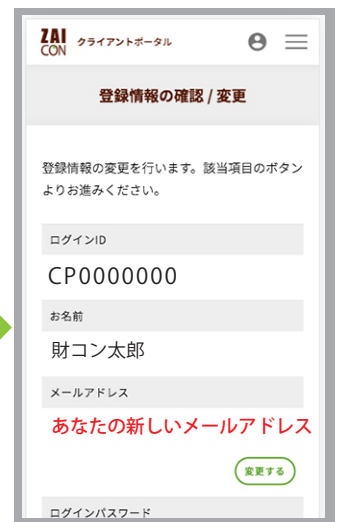 ZAI
CON クライアントポータル
登録情報の確認 / 変更
登録情報の変更を行います。該当項目のボタン
よりお進みください。
ログインID
CP0000000
お名前
財コン太郎
メールアドレス
あなたの新しいメールアドレス
変更する
ログインパスワード